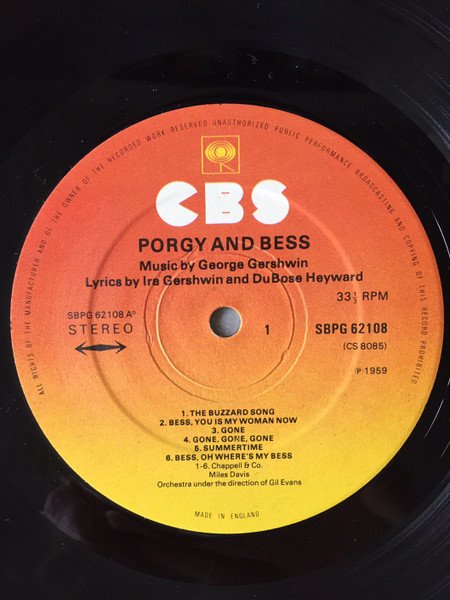 ALL RIGHTS OF THE MANUFACTURER AND OF THE OWNER OF THE RECORDED WORK RESERVED UNAUTHORIZED PUBLIC PERFORMANCE BROADCASTING AND COPYING OF THIS RECORD PROHIBITED
CBS
PORGY AND BESS
Music by George Gershwin
Lyrics by Ira Gershwin and DuBose Heyward
33⅓ RPM
SBPG 62108 A°
STEREO
1
SBPG 62108
(CS 8085)
℗ 1959
1. THE BUZZARD SONG
2. BESS, YOU IS MY WOMAN NOW
3. GONE
4. GONE, GONE, GONE
5. SUMMERTIME
6. BESS, OH WHERE'S MY BESS
1-6. Chappell & Co.
Miles Davis
Orchestra under the direction of Gil Evans
MADE IN ENGLAND